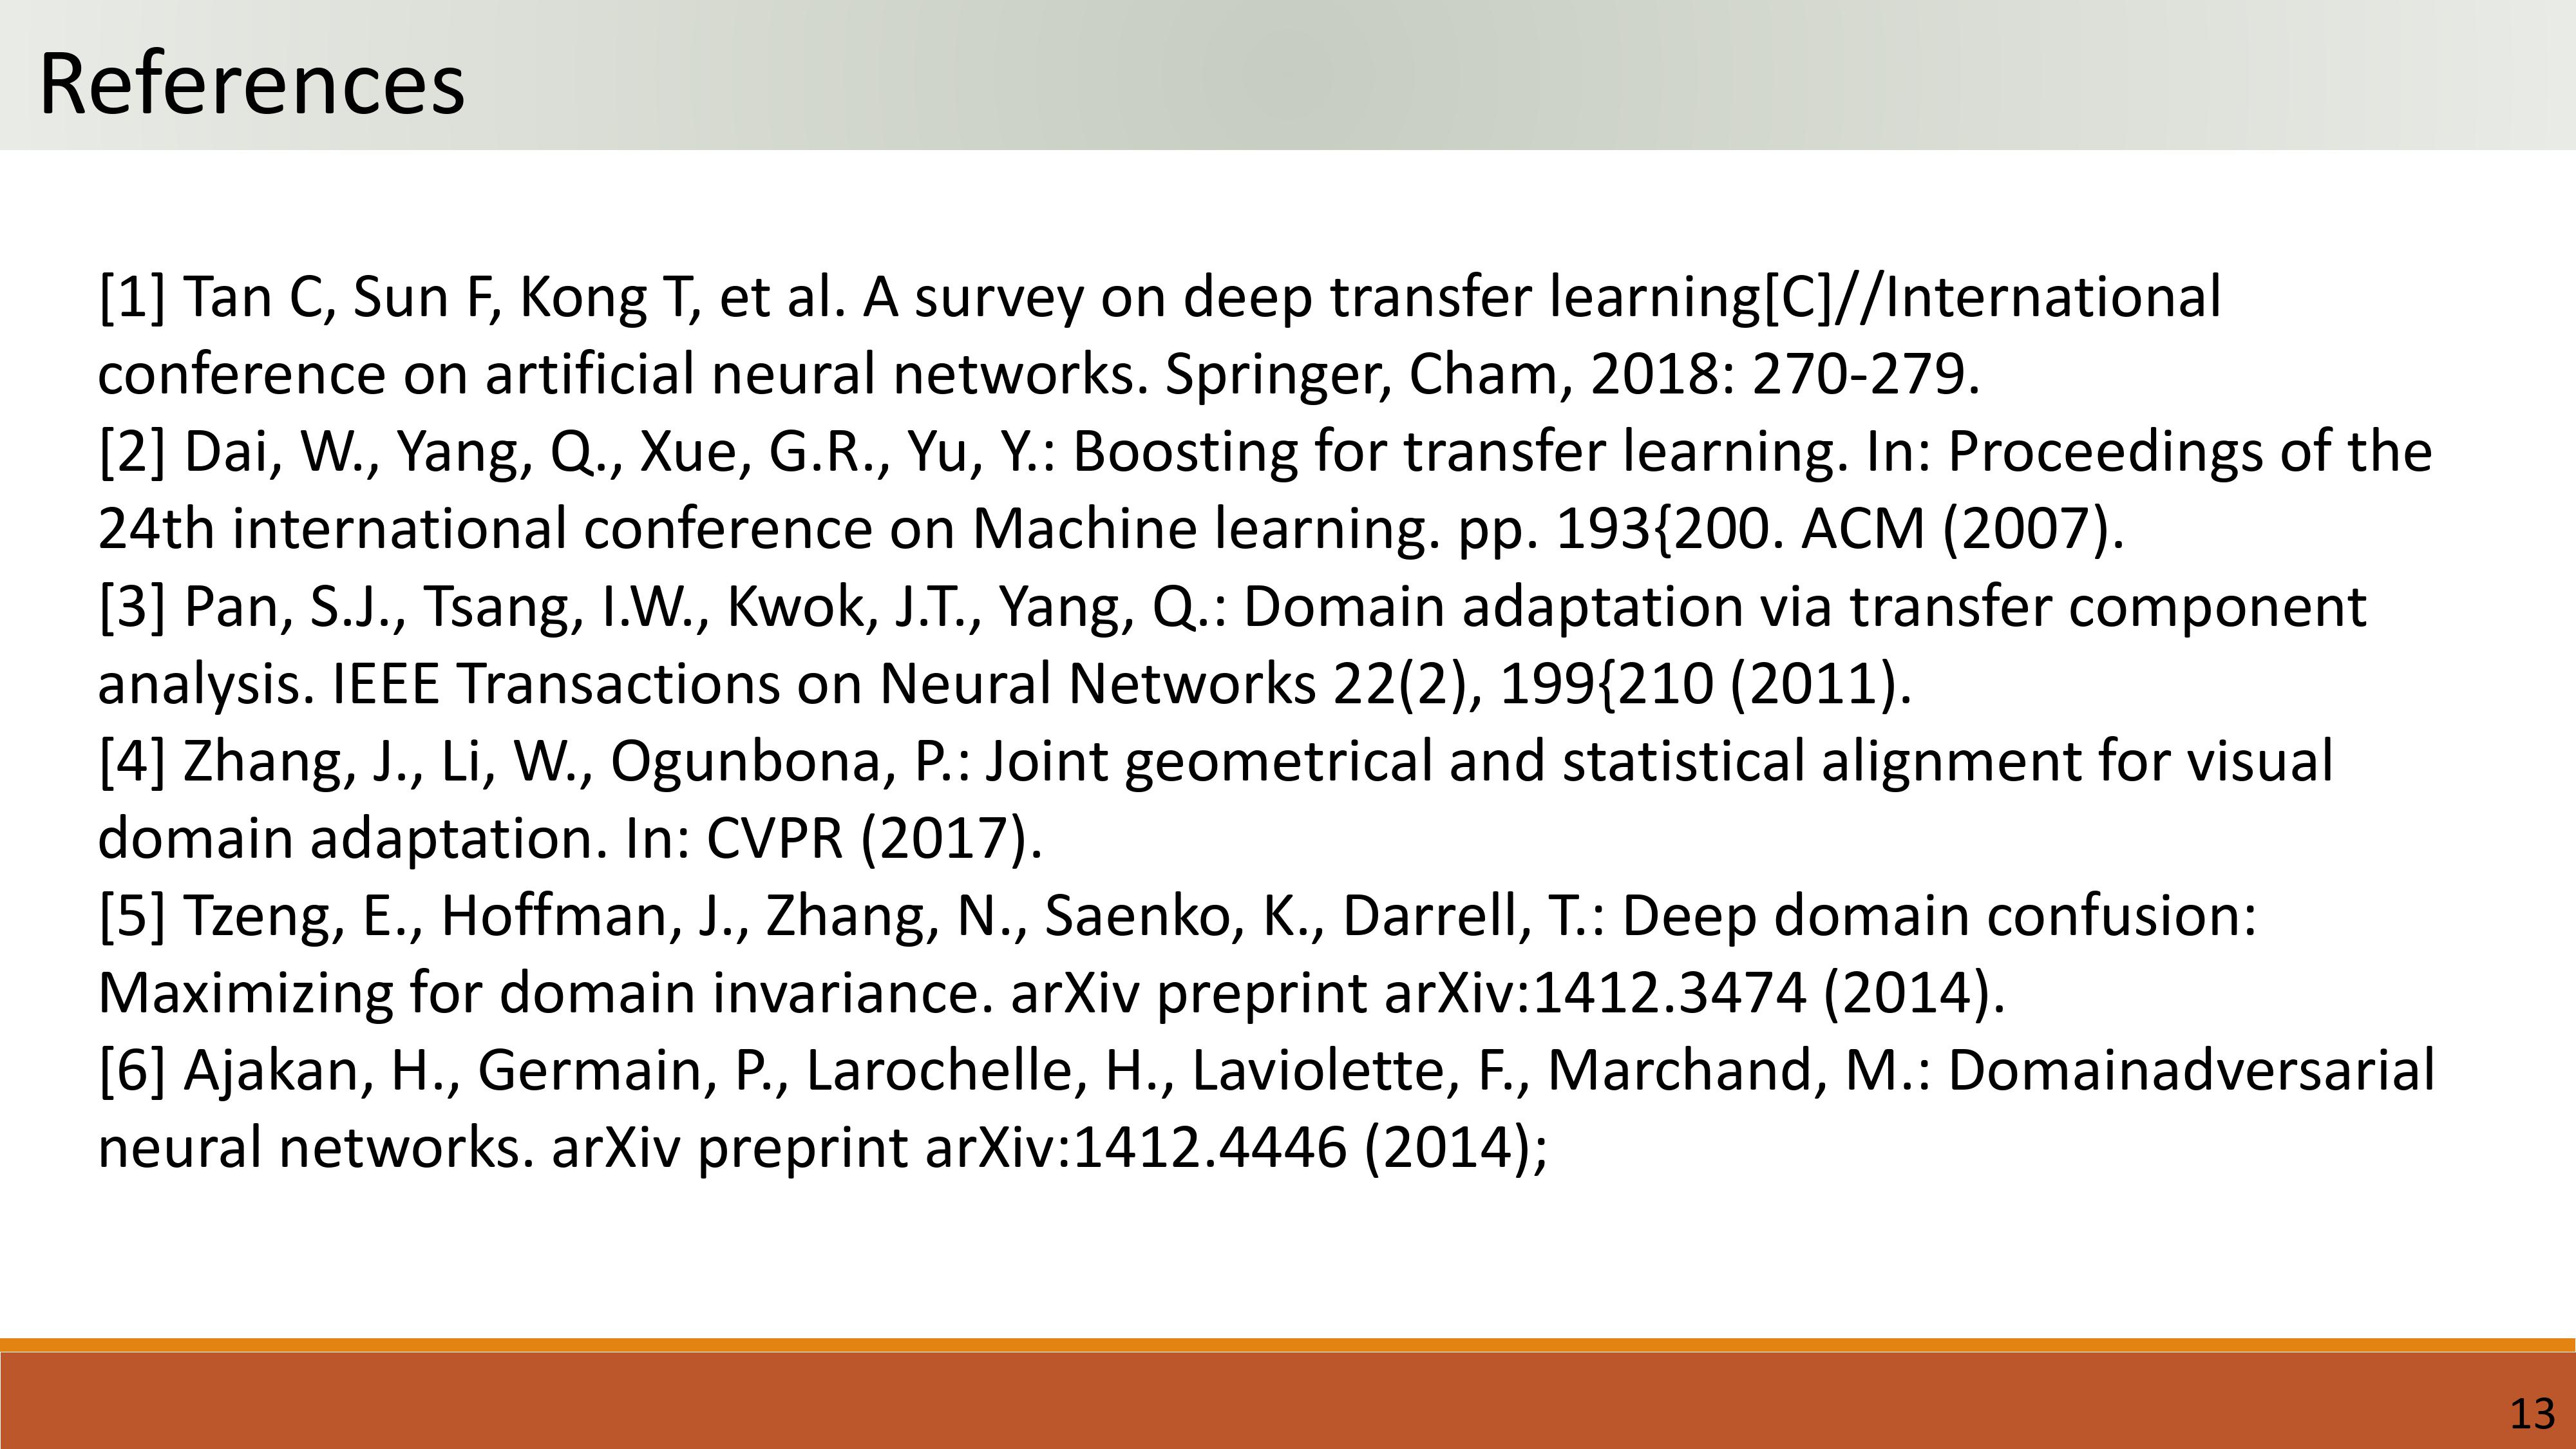 References
[1] Tan C, Sun F, Kong T, et al. A survey on deep transfer learning[C]//International
conference on artificial neural networks. Springer, Cham, 2018: 270-279.
[2] Dai, W., Yang, Q., Xue, G.R., Yu, Y.: Boosting for transfer learning. In: Proceedings of the
24th international conference on Machine learning. pp. 193{200. ACM (2007).
[3] Pan, S.J., Tsang, I.W., Kwok, J.T., Yang, Q.: Domain adaptation via transfer component
analysis. IEEE Transactions on Neural Networks 22(2), 199{210 (2011).
[4] Zhang, J., Li, W., Ogunbona, P.: Joint geometrical and statistical alignment for visual
domain adaptation. In: CVPR (2017).
[5] Tzeng, E., Hoffman, J., Zhang, N., Saenko, K., Darrell, T.: Deep domain confusion:
Maximizing for domain invariance. arXiv preprint arXiv:1412.3474 (2014).
[6] Ajakan, H., Germain, P., Larochelle, H., Laviolette, F., Marchand, M.: Domainadversarial
neural networks. arXiv preprint arXiv:1412.4446 (2014);
13